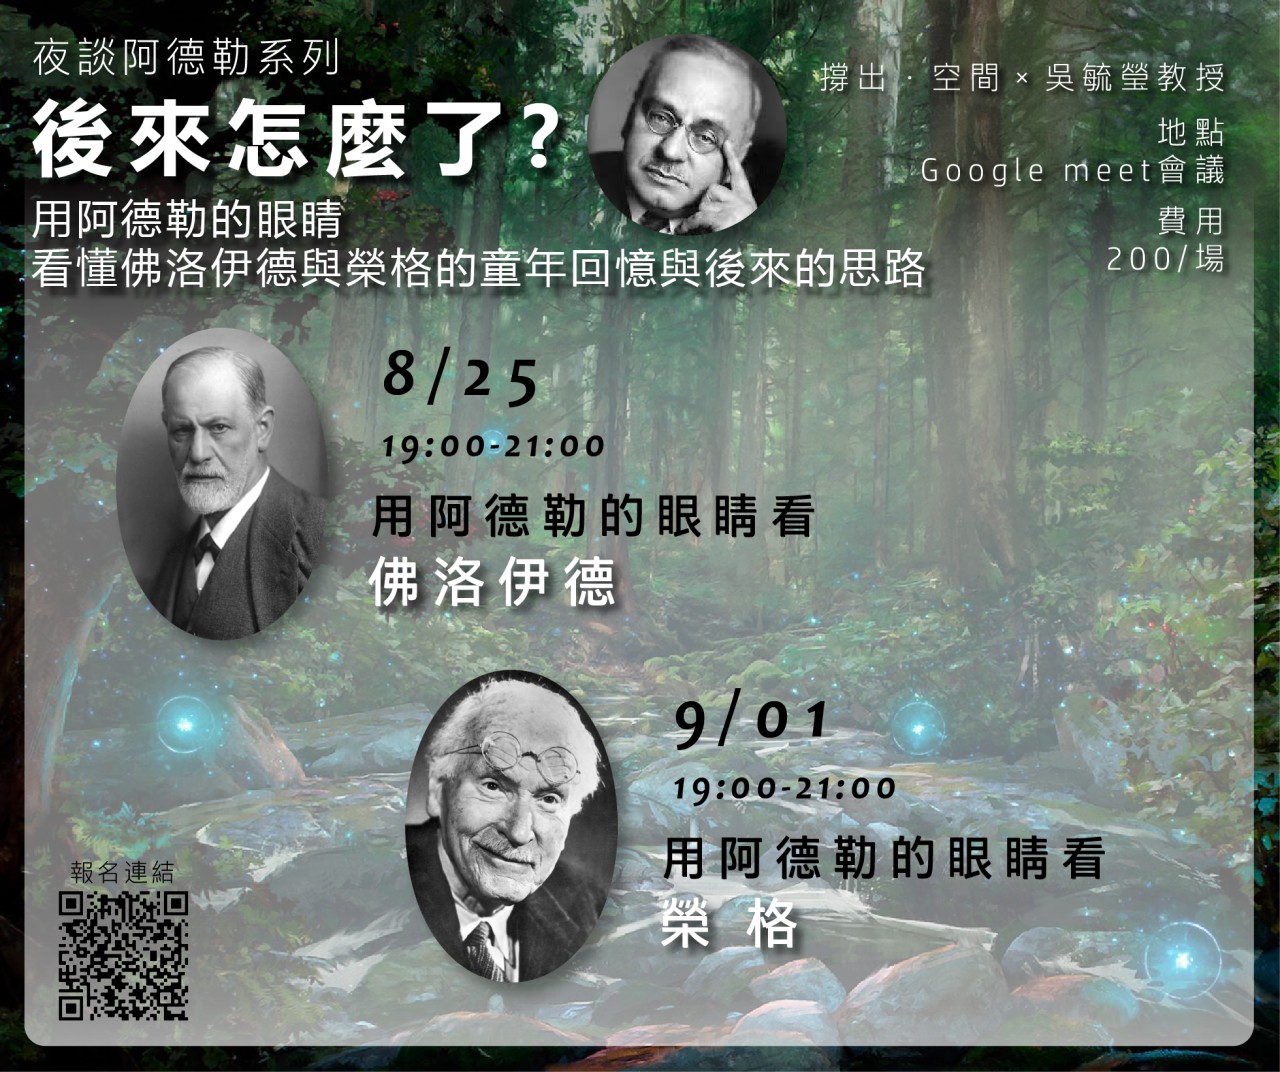 夜談阿德勒系列
後來怎麼了?
用阿德勒的眼睛
看懂佛洛伊德與榮格的童年回憶與後來的思路
撐出·空間×吳毓瑩教授
地點
Google meet會議
費用
200/場
8/25
19:00-21:00
用阿德勒的眼睛看
佛洛伊德
9/01
19:00-21:00
用阿德勒的眼睛看
榮格
報名連結